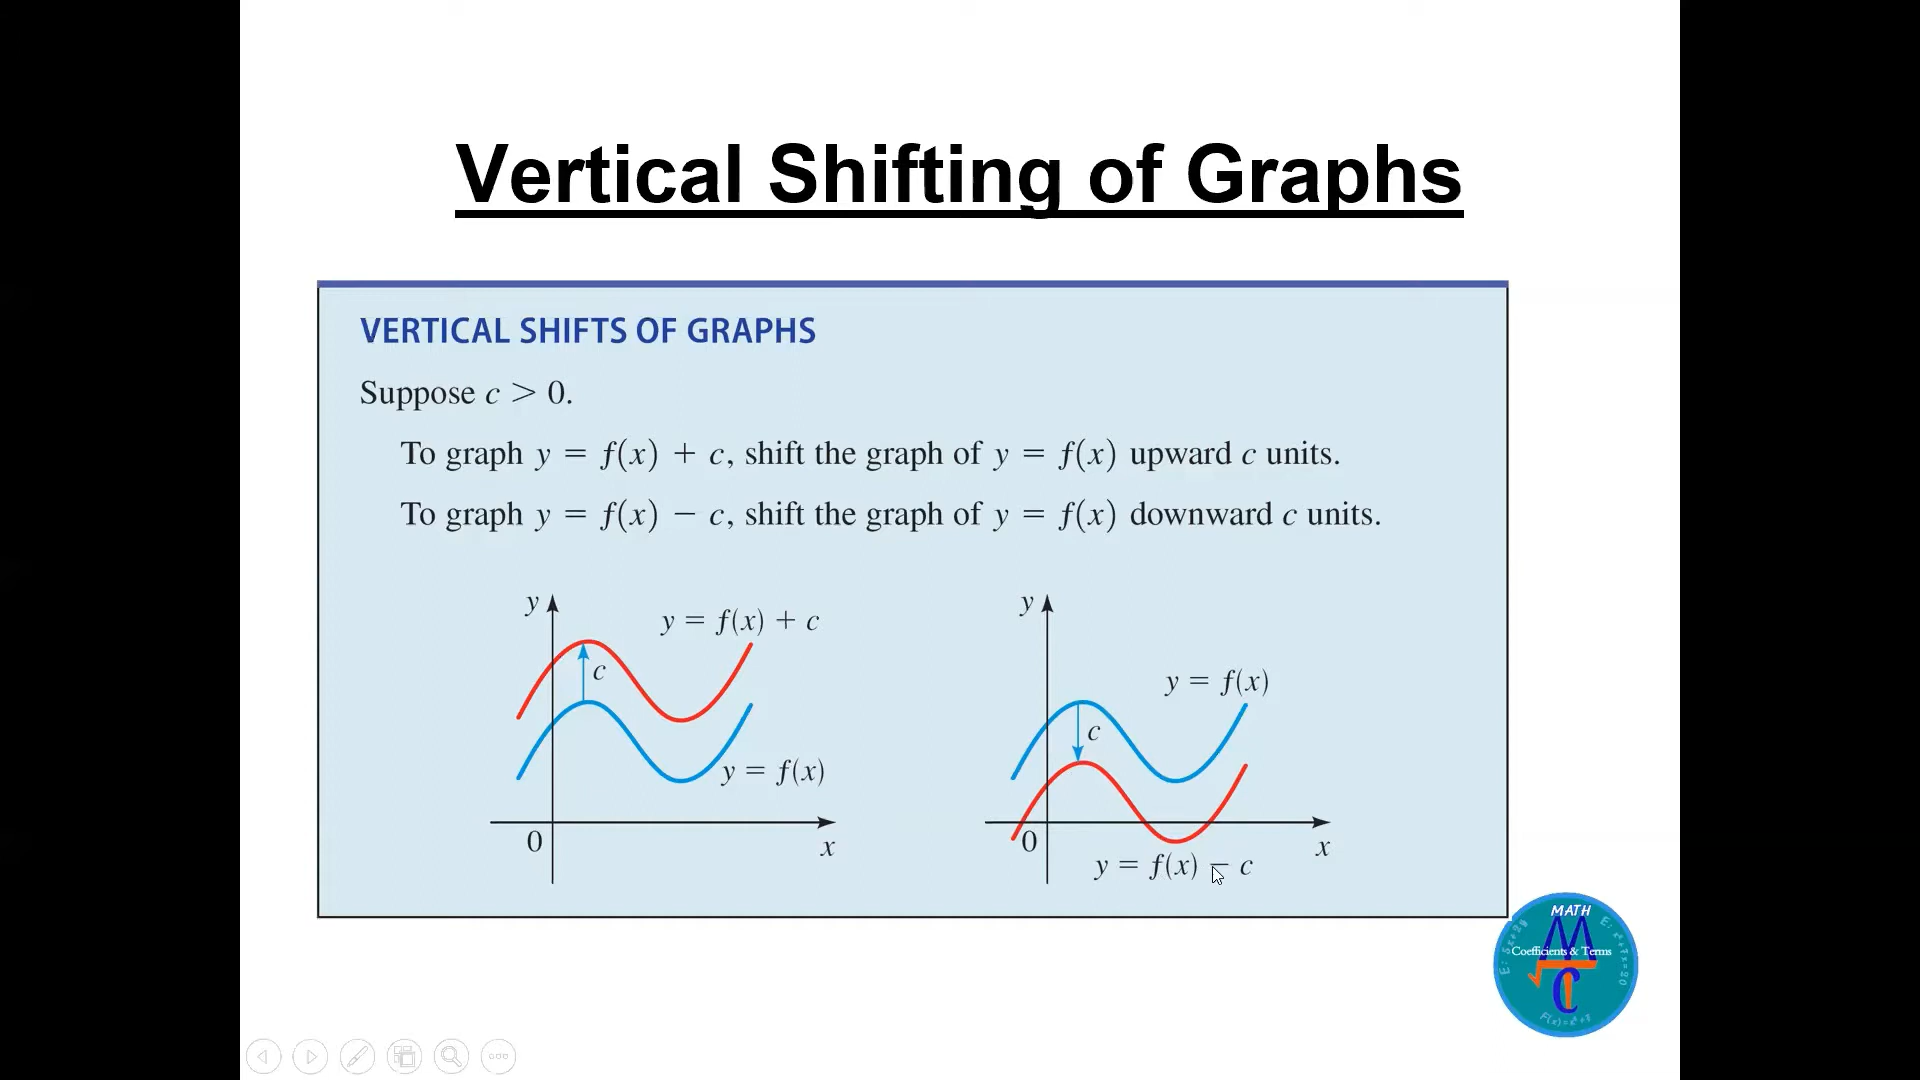 Vertical Shifting of Graphs
VERTICAL SHIFTS OF GRAPHS
Suppose c > 0.
To graph y = f(x) + c, shift the graph of y = f(x) upward c units.
To graph y = f(x) − c, shift the graph of y = f(x) downward c units.
y
y = f(x) + c
c
y = f(x)
0
x
y
y = f(x)
c
0
x
y = f(x) − c
MATH
Coefficients & Terms